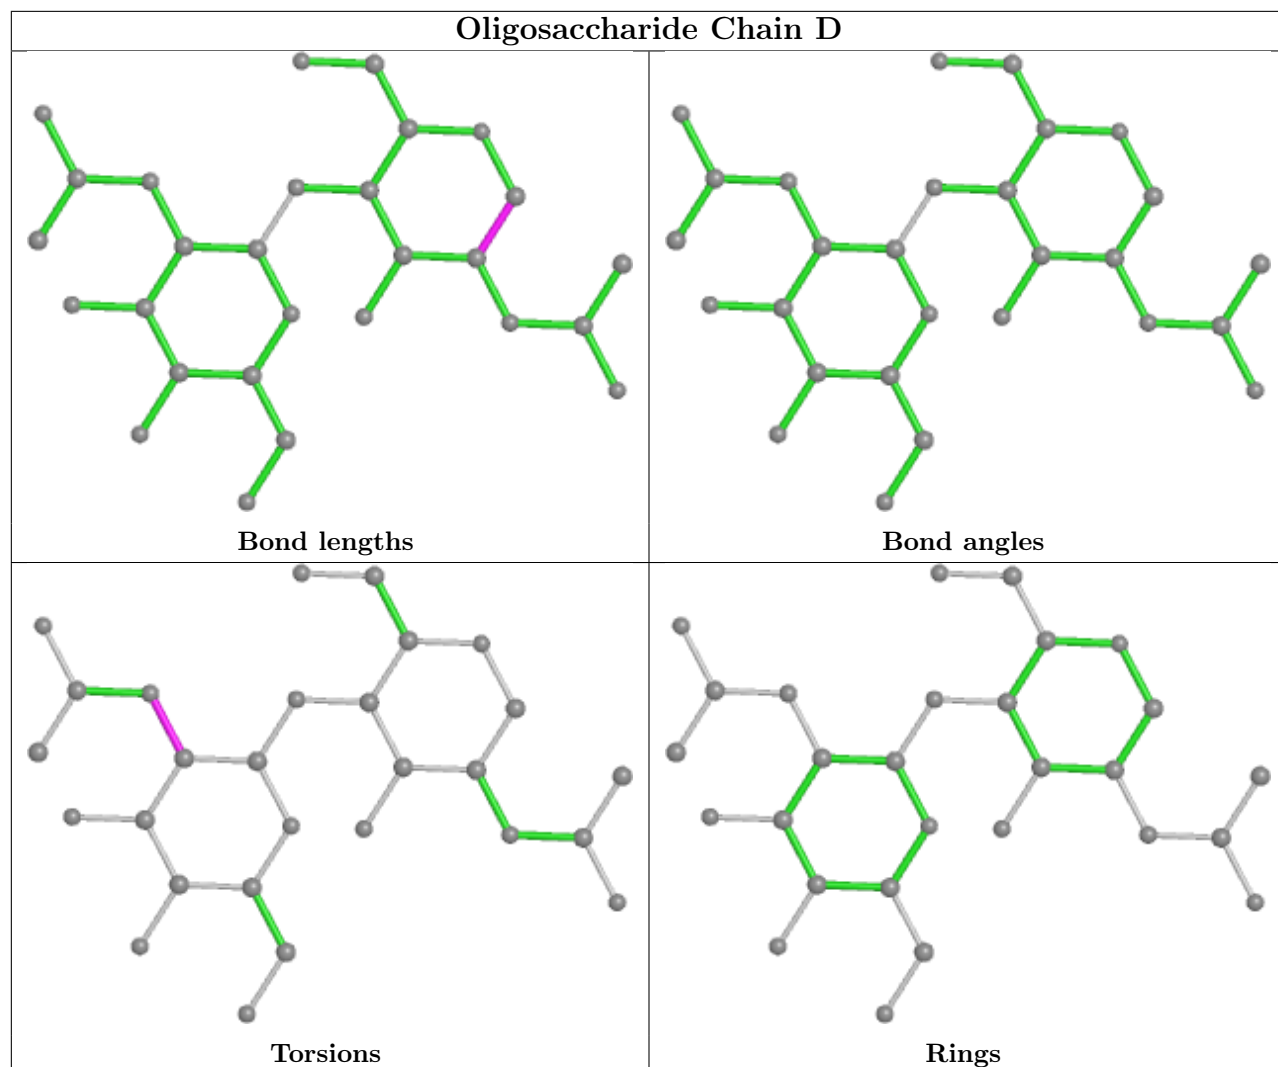 Oligosaccharide Chain D
Bond lengths
Bond angles
Torsions
Rings